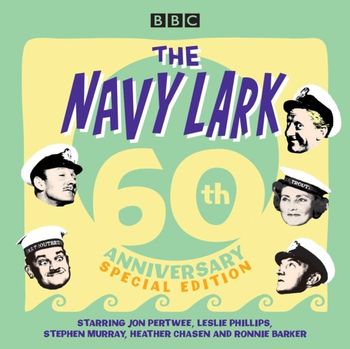 BBC
THE
NAVY LARK
60th
ANNIVERSARY
SPECIAL EDITION
STARRING JON PERTWEE, LESLIE PHILLIPS,
STEPHEN MURRAY, HEATHER CHASEN AND RONNIE BARKER